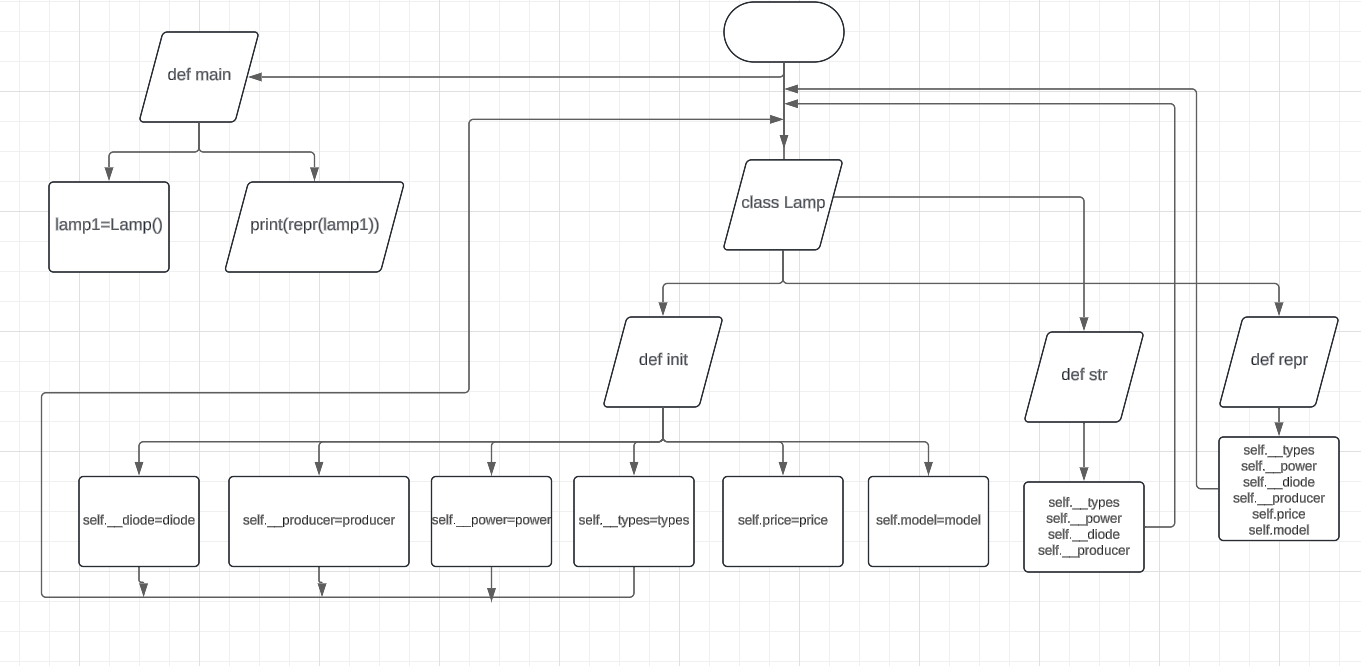 def main
lamp1=Lamp()
print(repr(lamp1))
class Lamp
def init
def str
def repr
self.__diode=diode
self.__producer=producer
self.__power=power
self.__types=types
self.price=price
self.model=model
self.__types
self.__power
self.__diode
self.__producer
self.__types
self.__power
self.__diode
self.__producer
self.price
self.model